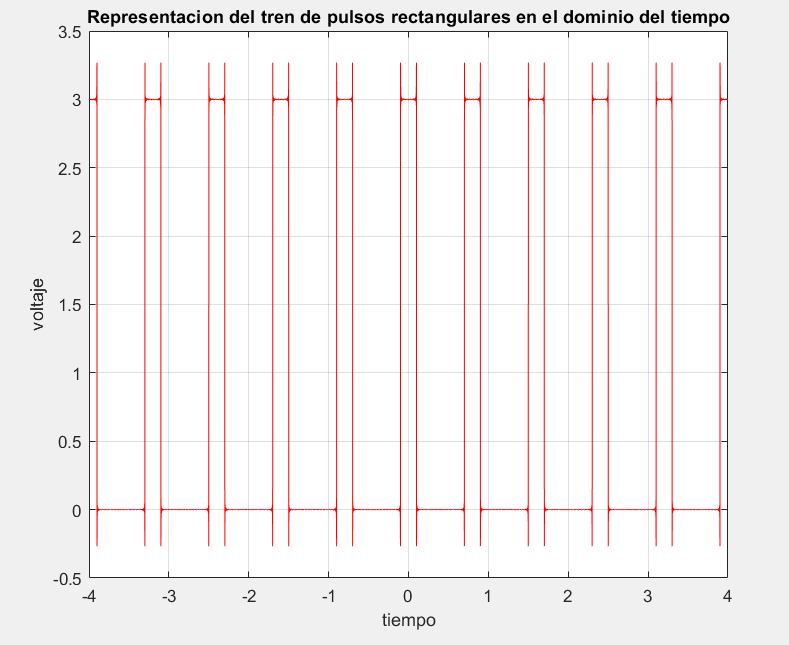 Representacion del tren de pulsos rectangulares en el dominio del tiempo
3.5
3
2.5
2
1.5
1
0.5
0
-0.5
voltaje
-4 -3 -2 -1 0 1 2 3 4
tiempo